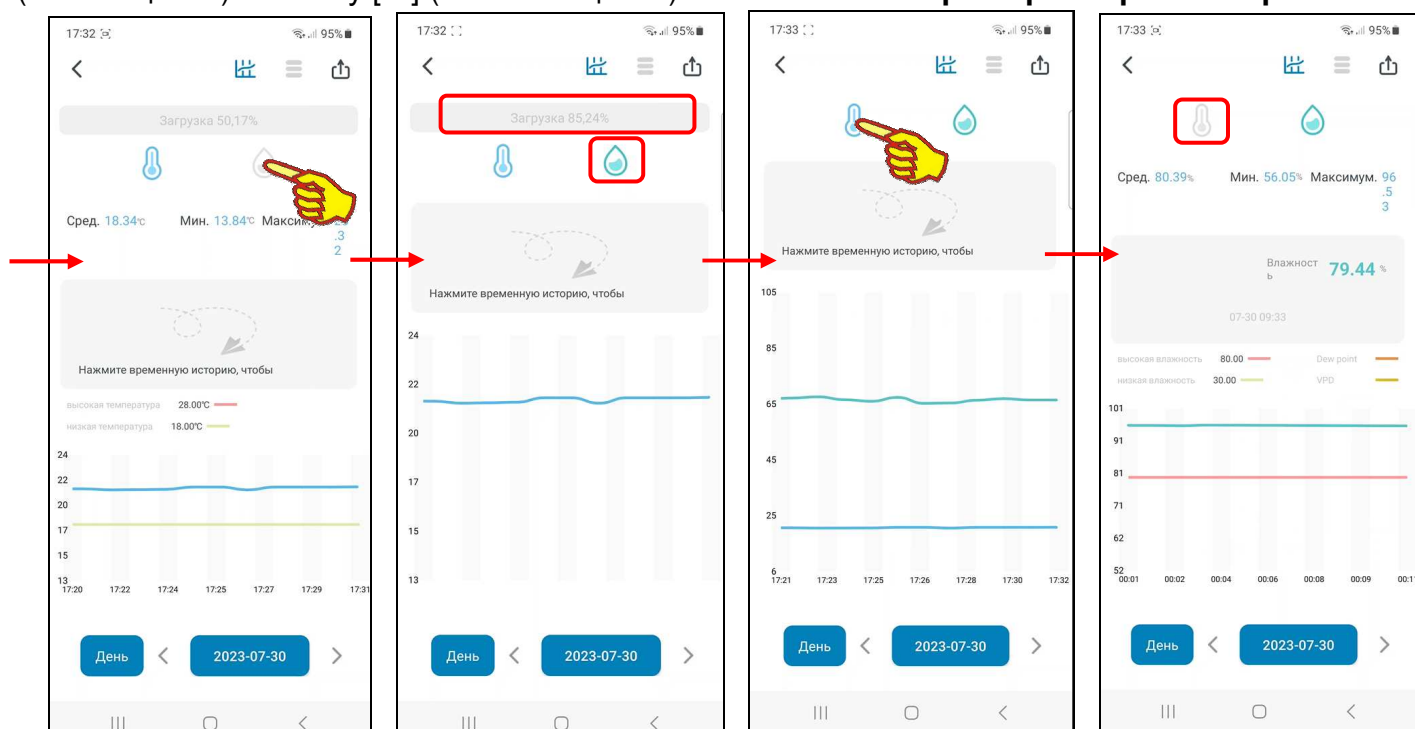 17:32
95%
Загрузка 50,17%
Сред. 18.34℃ Мин. 13.84℃
.3
2
Нажмите временную историю, чтобы
высокая температура 28.00℃
низкая температура 18.00℃
24
22
20
17
15
13
17:20 17:22 17:24 17:25 17:27 17:29 17:31
День 2023-07-30
17:32
95%
Загрузка 85,24%
Нажмите временную историю, чтобы
24
22
20
17
15
13
День 2023-07-30
17:33
95%
Нажмите временную историю, чтобы
105
85
65
45
25
6
17:21 17:23 17:25 17:26 17:28 17:30 17:32
День 2023-07-30
17:33
95%
Сред. 80.39% Мин. 56.05% Максимум. 96
.5
3
Влажност 79.44 %
ь
07-30 09:33
высокая влажность 80.00 Dew point
низкая влажность 30.00 VPD
101
91
81
71
62
52
00:01 00:02 00:04 00:06 00:08 00:09 00:11
День 2023-07-30